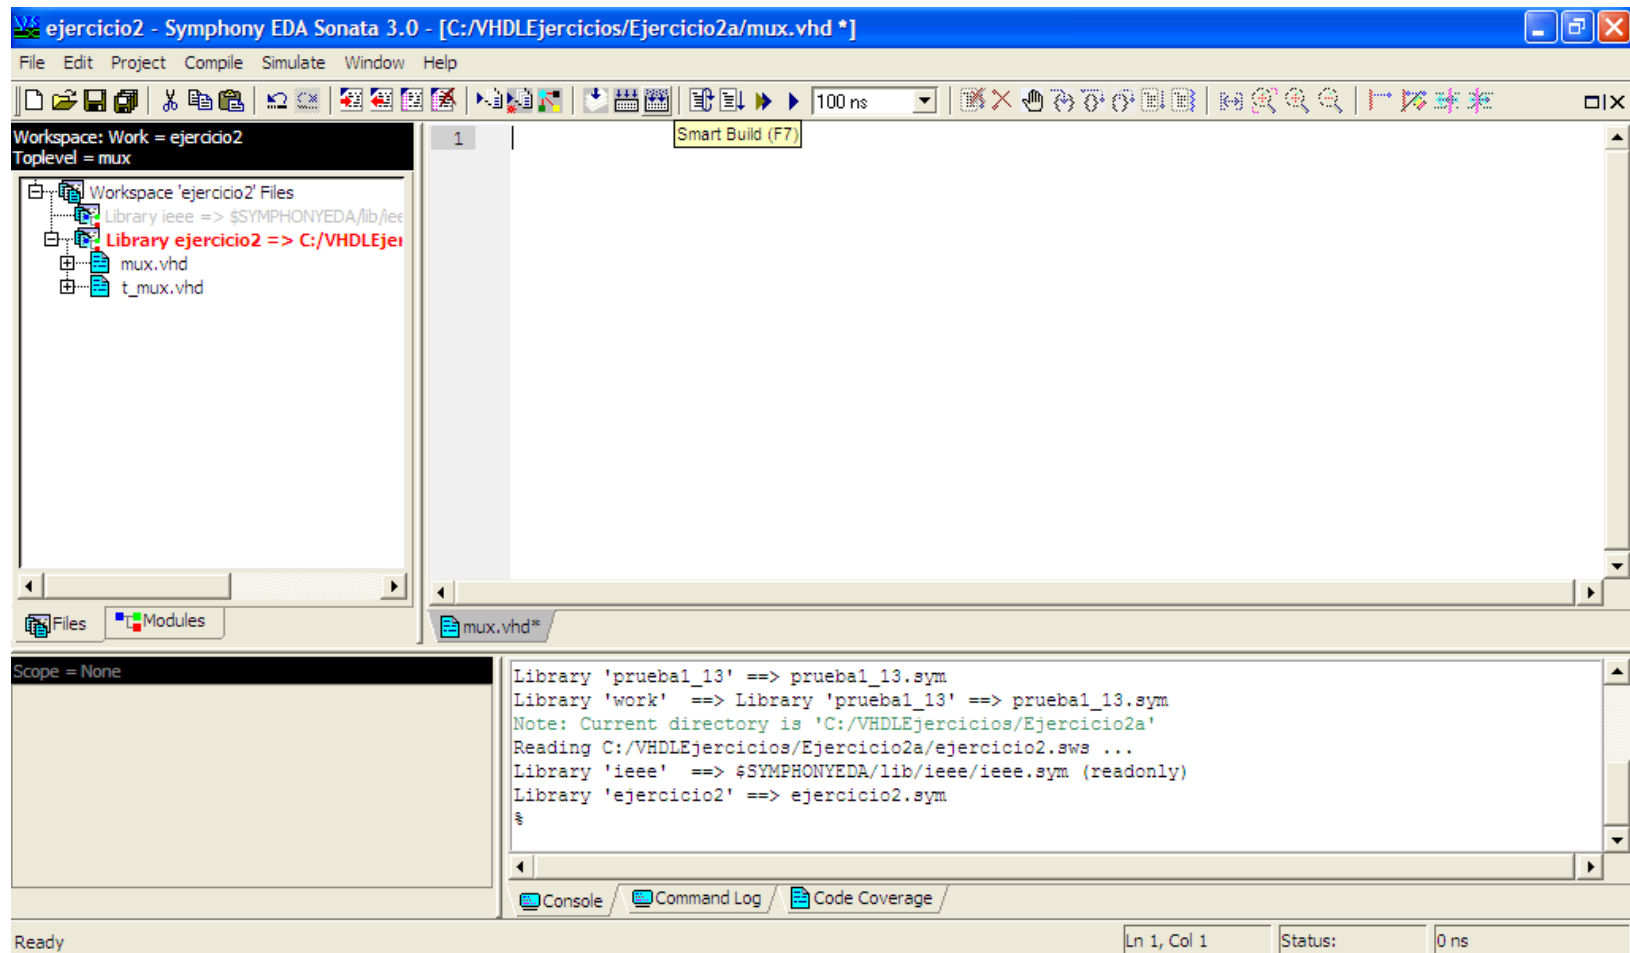 ejercicio2 - Symphony EDA Sonata 3.0 - [C:/VHDLEjercicios/Ejercicio2a/mux.vhd *]
File Edit Project Compile Simulate Window Help
100 ns
Smart Build (F7)
Workspace: Work = ejercicio2
Toplevel = mux
Workspace 'ejercicio2' Files
Library ieee => $SYMPHONYEDA/lib/iee
Library ejercicio2 => C:/VHDLEjer
mux.vhd
t_mux.vhd
Files Modules
1
mux.vhd*
Scope = None
Library 'prueba1_13' ==> prueba1_13.sym
Library 'work' ==> Library 'prueba1_13' ==> prueba1_13.sym
Note: Current directory is 'C:/VHDLEjercicios/Ejercicio2a'
Reading C:/VHDLEjercicios/Ejercicio2a/ejercicio2.sws ...
Library 'ieee' ==> $SYMPHONYEDA/lib/ieee/ieee.sym (readonly)
Library 'ejercicio2' ==> ejercicio2.sym
%
Console Command Log Code Coverage
Ready Ln 1, Col 1 Status: 0 ns